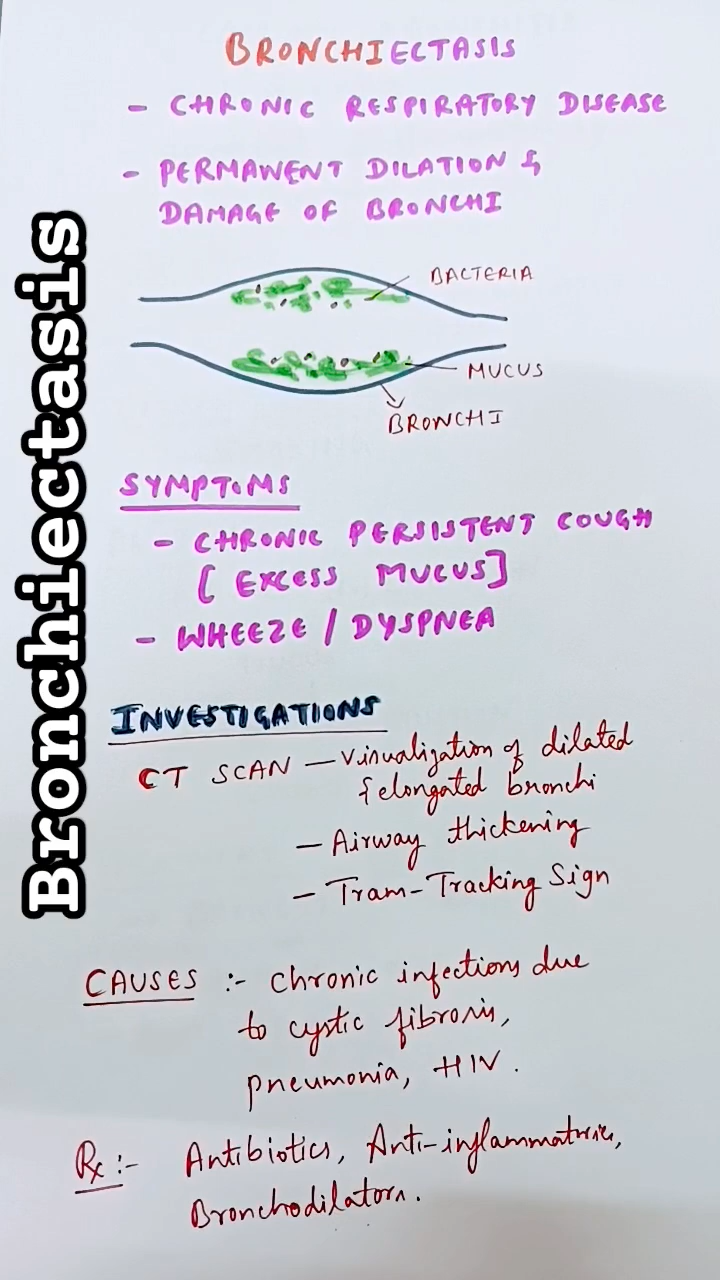 Bronchiectasis
BRONCHIECTASIS
- CHRONIC RESPIRATORY DISEASE
- PERMAWENT DILATION &
DAMAGE OF BRONCHI
BACTERIA
MUCUS
BRONCHI
SYMPTOMS
- CHRONIC PERSISTENT COUGH
[EXCESS MUCUS]
- WHEEZE / DYSPNEA
INVESTIGATIONS
CT SCAN - Visualization of dilated
& elongated bronchi
- Airway thickening
- Tram-Tracking Sign
CAUSES :- Chronic infections due
to cystic fibrosis,
pneumonia, HIV.
Rx :- Antibiotics, Anti-inflammatories,
Bronchodilators.